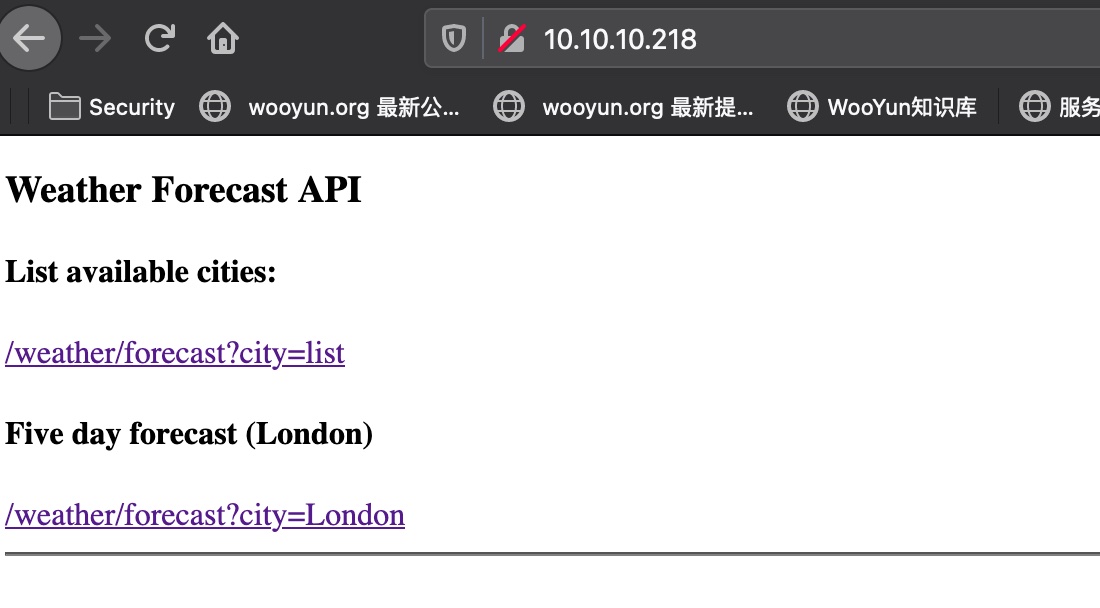 10.10.10.218
Security wooyun.org 最新公... wooyun.org 最新提... WooYun知识库 服务
Weather Forecast API
List available cities:
/weather/forecast?city=list
Five day forecast (London)
/weather/forecast?city=London